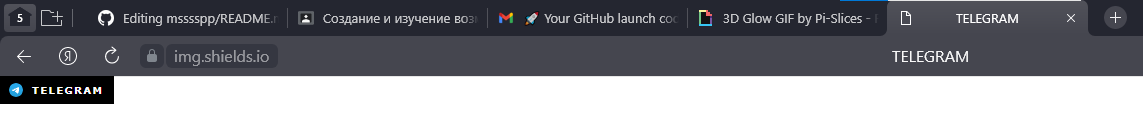 5
Editing msssspp/README.
Создание и изучение воз
🚀 Your GitHub launch coc
3D Glow GIF by Pi-Slices -
TELEGRAM
Я img.shields.io TELEGRAM
TELEGRAM